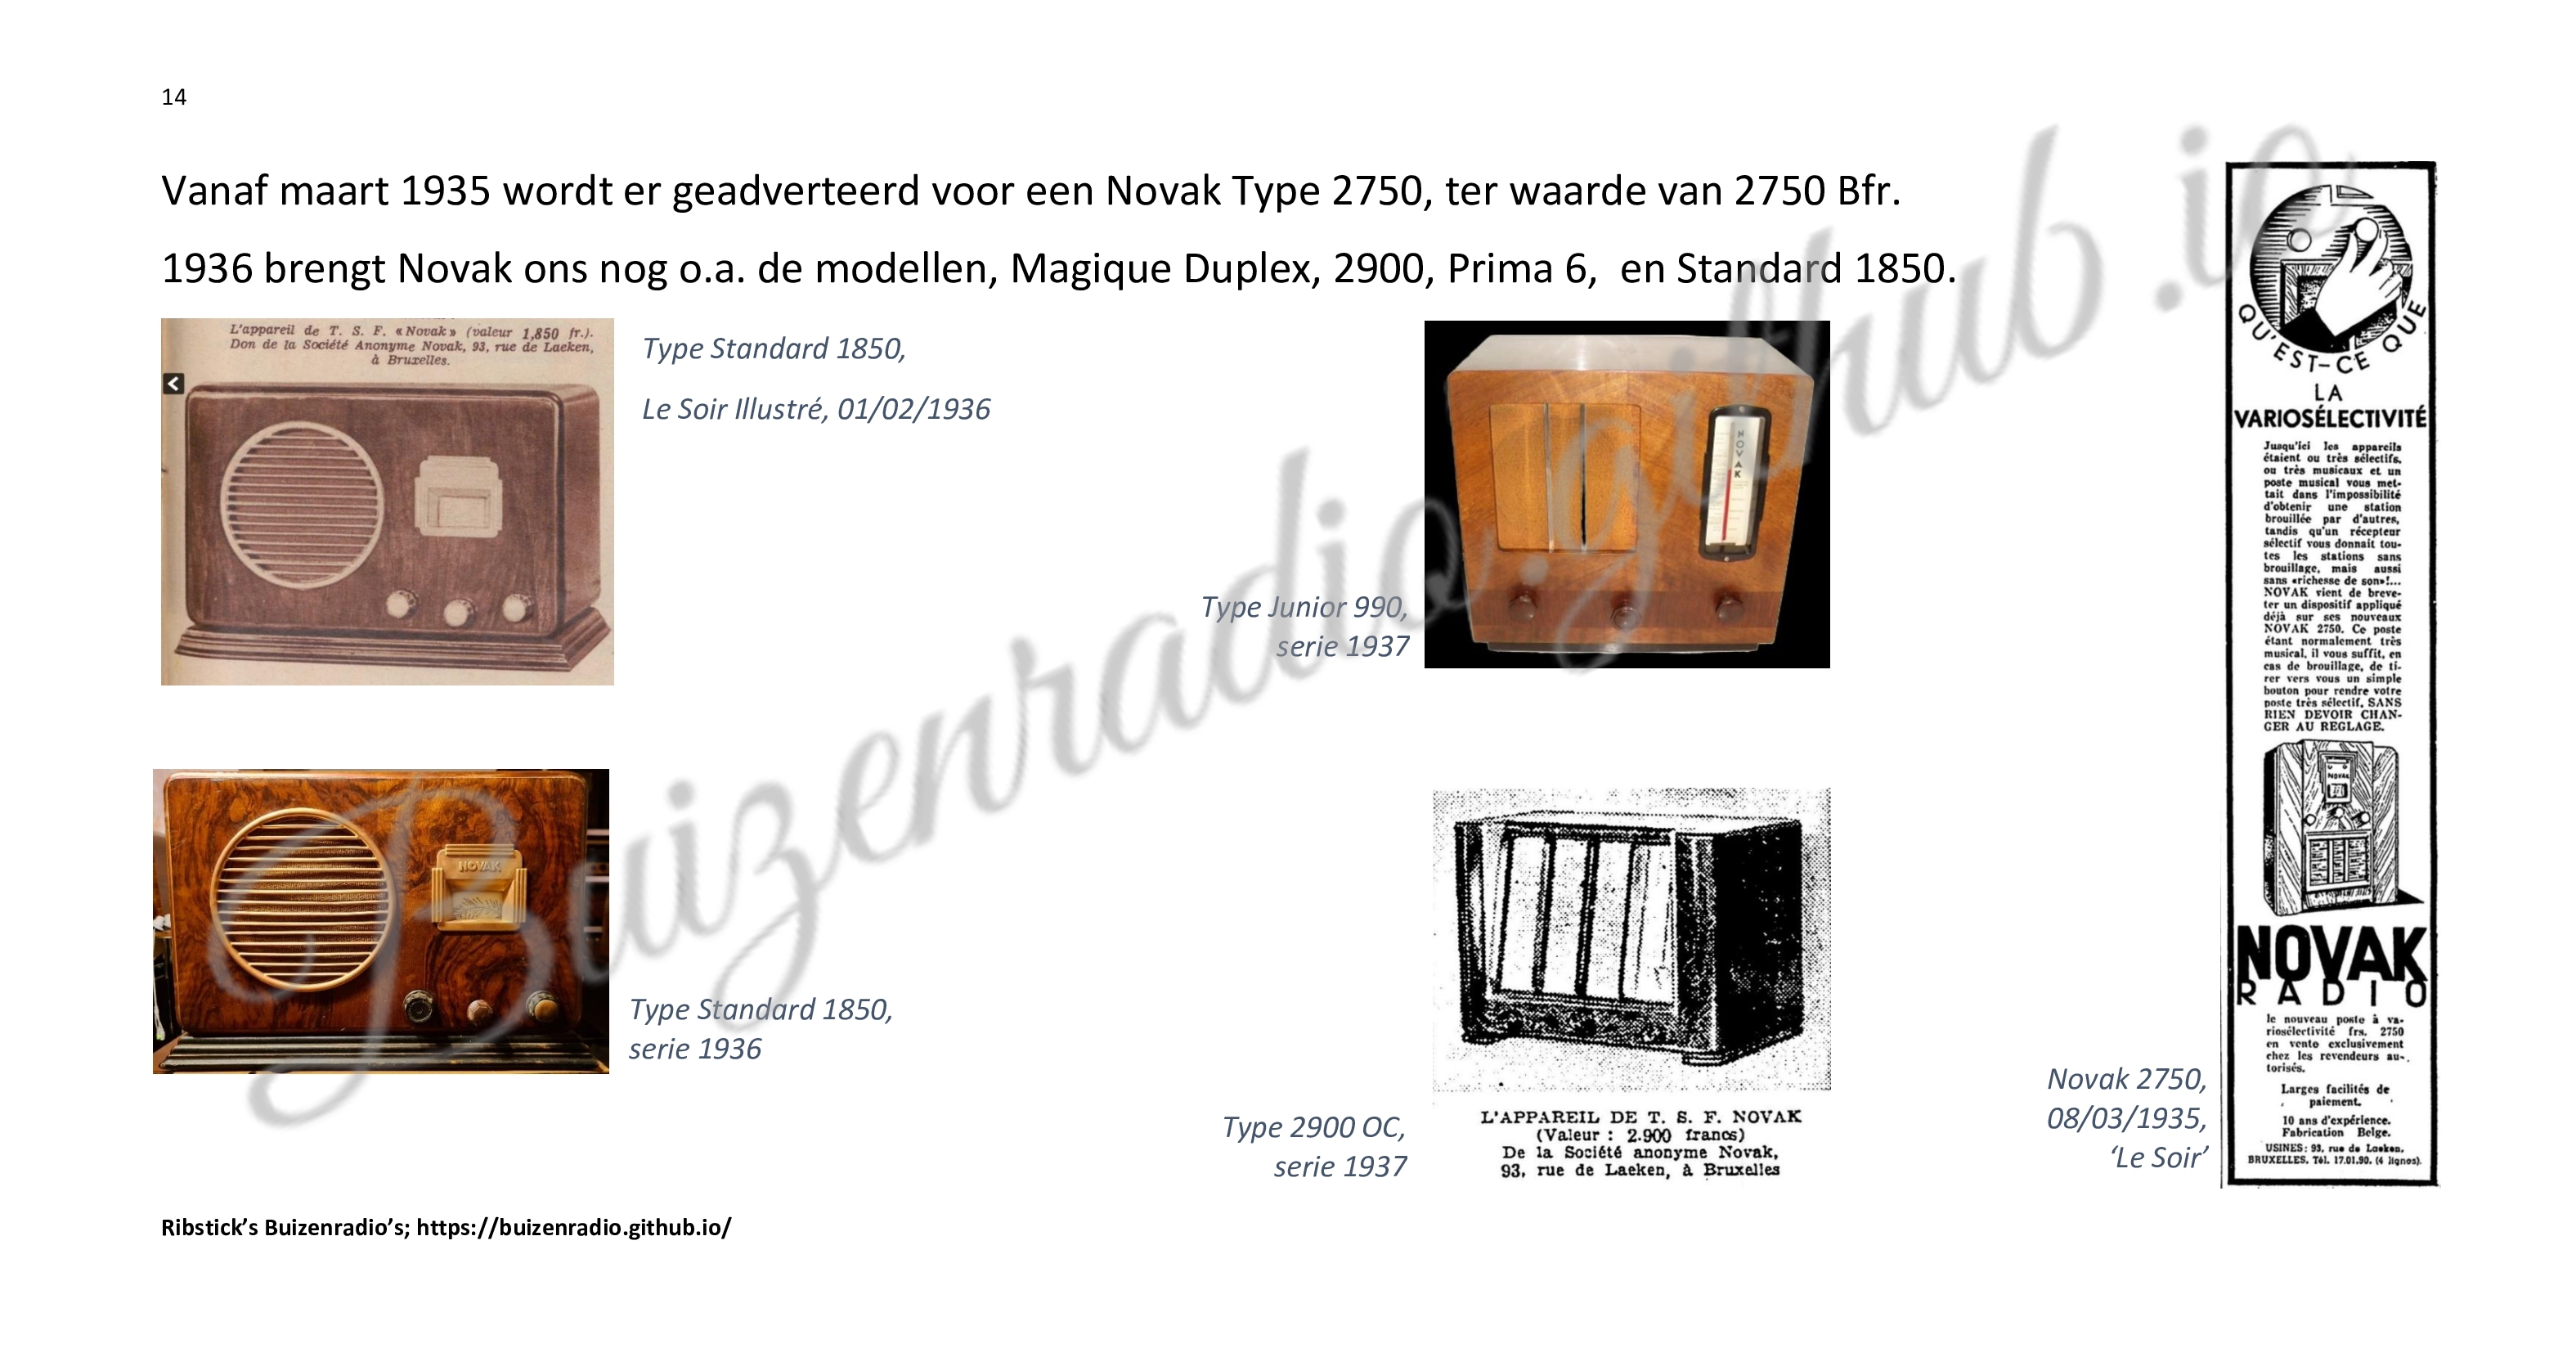 14
Vanaf maart 1935 wordt er geadverteerd voor een Novak Type 2750, ter waarde van 2750 Bfr.
1936 brengt Novak ons nog o.a. de modellen, Magique Duplex, 2900, Prima 6,  en Standard 1850.
L'appareil de T. S. F. «Novak» (valeur 1,850 fr.).
Don de la Société Anonyme Novak, 93, rue de Laeken,
à Bruxelles.
Type Standard 1850,
Le Soir Illustré, 01/02/1936
NOVAK
Type Junior 990,
serie 1937
NOVAK
Type Standard 1850,
serie 1936
Type 2900 OC,
serie 1937
L'APPAREIL DE T. S. F. NOVAK
(Valeur : 2.900 francs)
De la Société anonyme Novak,
93, rue de Laeken, à Bruxelles
Novak 2750,
08/03/1935,
‘Le Soir’
QU'EST-CE QUE
LA
VARIOSÉLECTIVITÉ
Jusqu'ici les appareils
étaient ou très sélectifs,
ou très musicaux et un
poste musical vous met-
tait dans l'impossibilité
d'obtenir une station
brouillée par d'autres,
tandis qu'un récepteur
sélectif vous donnait tou-
tes les stations sans
brouillage, mais aussi
sans «richesse de son»!...
NOVAK vient de breve-
ter un dispositif appliqué
déjà sur ses nouveaux
NOVAK 2750. Ce poste
étant normalement très
musical, il vous suffit, en
cas de brouillage, de ti-
rer vers vous un simple
bouton pour rendre votre
poste très sélectif, SANS
RIEN DEVOIR CHAN-
GER AU REGLAGE.
NOVAK
NOVAK
RADIO
le nouveau poste à va-
riosélectivité frs. 2750
en vente exclusivement
chez les revendeurs au-
torisés.
Larges facilités de
paiement.
10 ans d'expérience.
Fabrication Belge.
USINES: 93, rue de Laeken,
BRUXELLES. Tél. 17.01.90. (4 lignes).
Ribstick’s Buizenradio’s; https://buizenradio.github.io/
Buizenradio.github.io